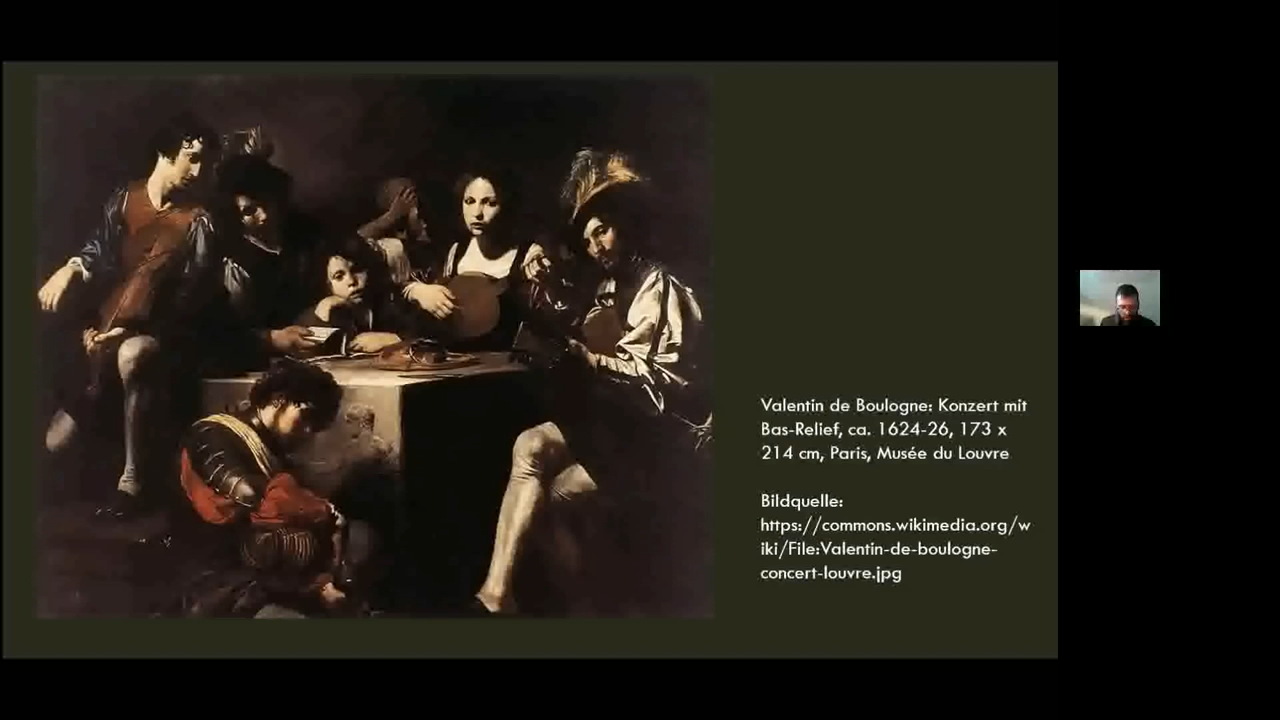 Valentin de Boulogne: Konzert mit
Bas-Relief, ca. 1624-26, 173 x
214 cm, Paris, Musée du Louvre
Bildquelle:
https://commons.wikimedia.org/w
iki/File:Valentin-de-boulogne-
concert-louvre.jpg